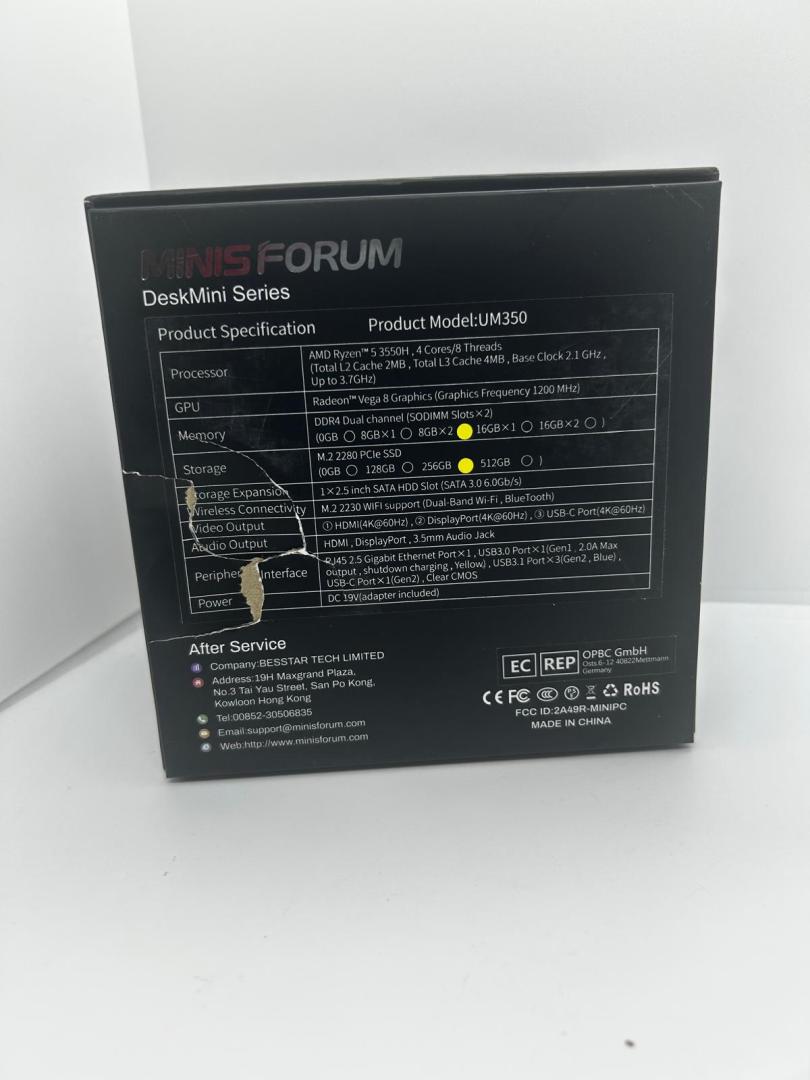 MINISFORUM
DeskMini Series
Product Specification Product Model:UM350
Processor
AMD Ryzen™ 5 3550H , 4 Cores/8 Threads
(Total L2 Cache 2MB , Total L3 Cache 4MB , Base Clock 2.1 GHz ,
Up to 3.7GHz)
GPU
Radeon™ Vega 8 Graphics (Graphics Frequency 1200 MHz)
Memory
DDR4 Dual channel (SODIMM Slots×2)
(0GB ○ 8GB×1 ○ 8GB×2 ● 16GB×1 ○ 16GB×2 ○ )
Storage
M.2 2280 PCIe SSD
(0GB ○ 128GB ○ 256GB ● 512GB ○ )
torage Expansion
1×2.5 inch SATA HDD Slot (SATA 3.0 6.0Gb/s)
Wireless Connectivity
M.2 2230 WIFI support (Dual-Band Wi-Fi , BlueTooth)
Video Output
① HDMI(4K@60Hz) , ② DisplayPort(4K@60Hz) , ③ USB-C Port(4K@60Hz)
Audio Output
HDMI , DisplayPort , 3.5mm Audio Jack
Periphe Interface
RJ45 2.5 Gigabit Ethernet Port×1 , USB3.0 Port×1(Gen1 , 2.0A Max
output , shutdown charging , Yellow) , USB3.1 Port×3(Gen2 , Blue) ,
USB-C Port×1(Gen2) , Clear CMOS
Power
DC 19V(adapter included)
After Service
Company:BESSTAR TECH LIMITED
Address:19H Maxgrand Plaza,
No.3 Tai Yau Street, San Po Kong,
Kowloon Hong Kong
Tel:00852-30506835
Email:support@minisforum.com
Web:http://www.minisforum.com
EC REP
OPBC GmbH
Osts.6-12 40822Mettmann
Germany
CE FC CCC RoHS
FCC ID:2A49R-MINIPC
MADE IN CHINA